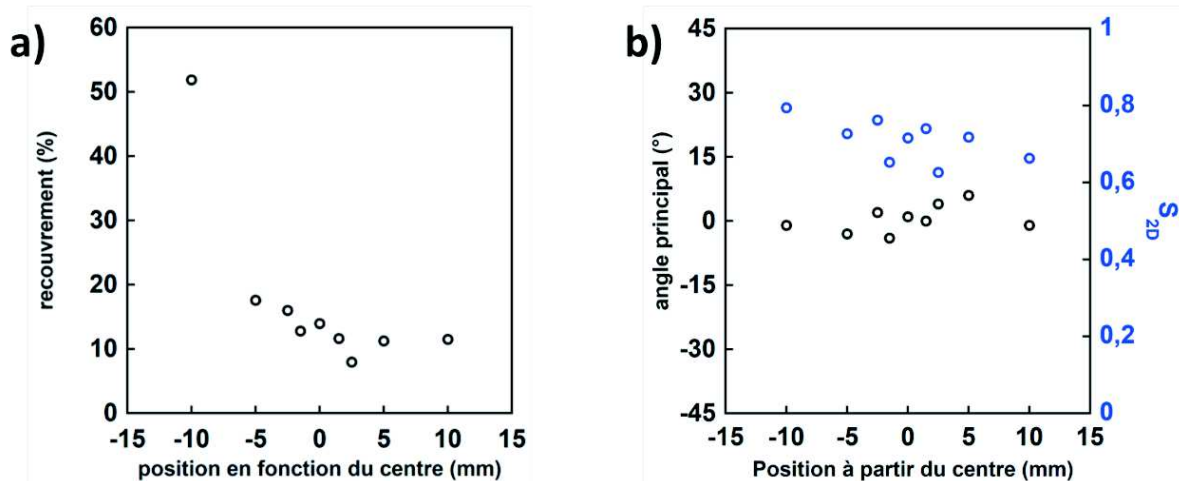 a)
60
50
40
30
20
10
0
recouvrement (%)
-15 -10 -5 0 5 10 15
position en fonction du centre (mm)
b)
45
30
15
0
-15
-30
-45
angle principal (°)
1
0,8
0,6
0,4
0,2
0
S2D
-15 -10 -5 0 5 10 15
Position à partir du centre (mm)